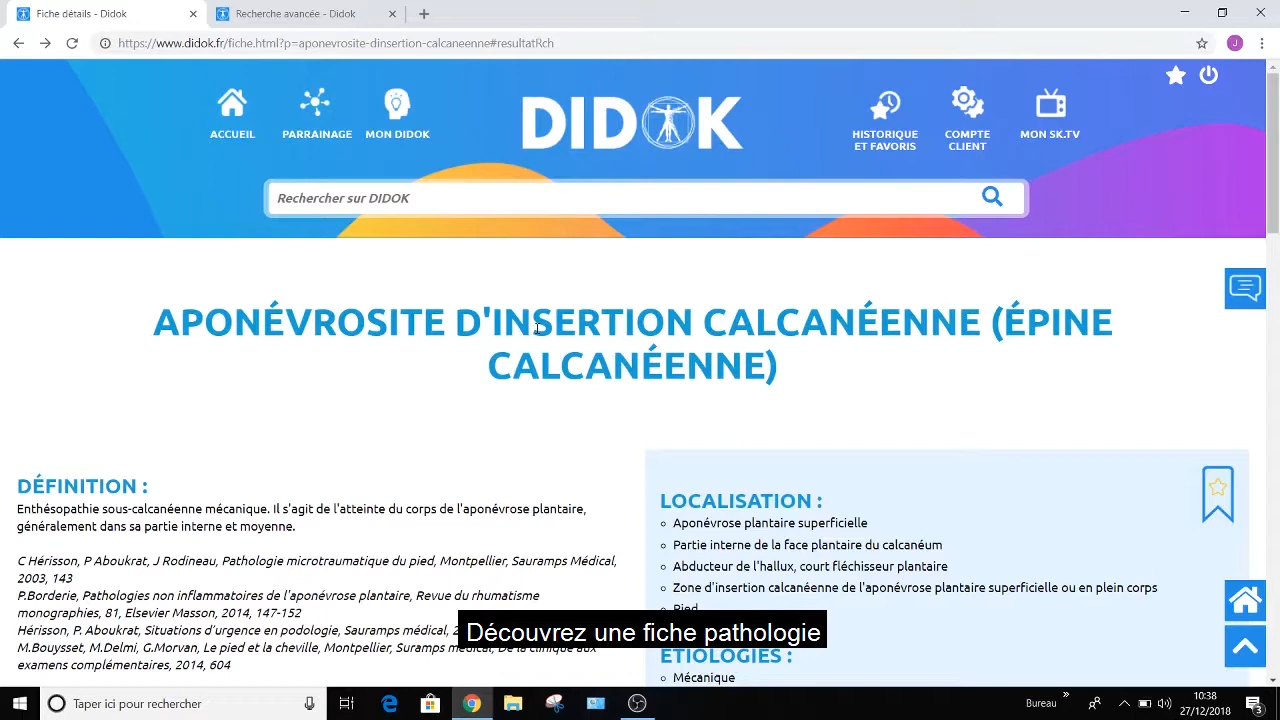 Fiche détails - Didok
Recherche avancée - Didok
https://www.didok.fr/fiche.html?p=aponevrosite-dinsertion-calcaneenne#resultatRch
J
ACCUEIL
PARRAINAGE
MON DIDOK
DIDOK
HISTORIQUE
ET FAVORIS
COMPTE
CLIENT
MON SK.TV
Rechercher sur DIDOK
APONÉVROSITE D'INSERTION CALCANÉENNE (ÉPINE
CALCANÉENNE)
DÉFINITION :
Enthésopathie sous-calcanéenne mécanique. Il s'agit de l'atteinte du corps de l'aponévrose plantaire,
généralement dans sa partie interne et moyenne.
C Hérisson, P Aboukrat, J Rodineau, Pathologie microtraumatique du pied, Montpellier, Sauramps Médical,
2003, 143
P.Borderie, Pathologies non inflammatoires de l'aponévrose plantaire, Revue du rhumatisme
monographies, 81, Elsevier Masson, 2014, 147-152
Hérisson, P. Aboukrat, Situations d'urgence en podologie, Sauramps médical,
M.Bouysset, M.Delmi, G.Morvan, Le pied et la cheville, Montpellier, Suramps médical, De la clinique aux
examens complémentaires, 2014, 604
LOCALISATION :
Aponévrose plantaire superficielle
Partie interne de la face plantaire du calcanéum
Abducteur de l'hallux, court fléchisseur plantaire
Zone d'insertion calcanéenne de l'aponévrose plantaire superficielle ou en plein corps
Pied
ETIOLOGIES :
Mécanique
Découvrez une fiche pathologie
Taper ici pour rechercher
Bureau
10:38
27/12/2018
3